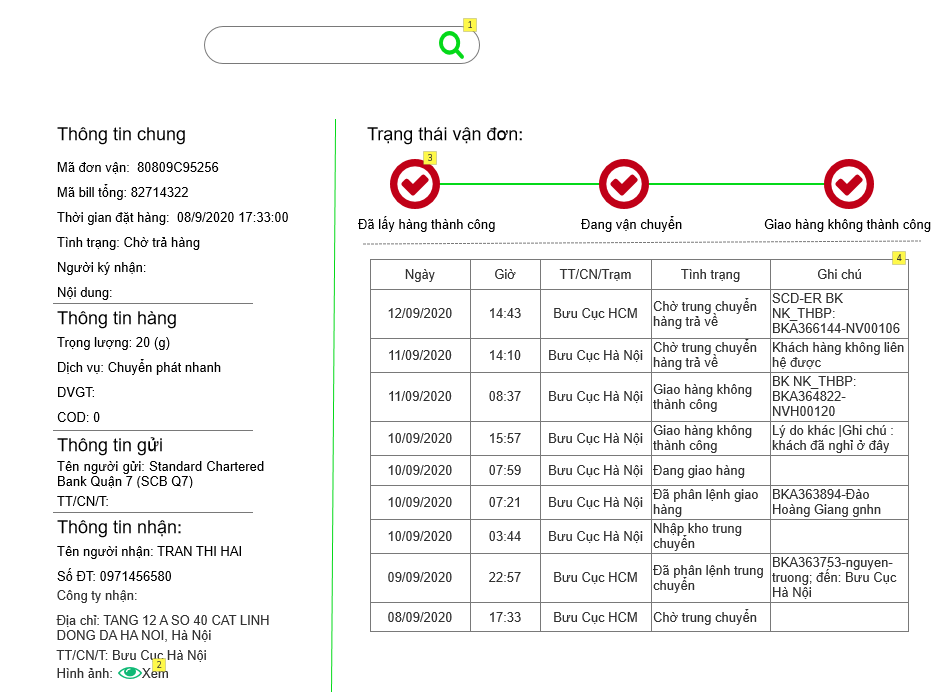 1
Thông tin chung
Mã đơn vận: 80809C95256
Mã bill tổng: 82714322
Thời gian đặt hàng: 08/9/2020 17:33:00
Tình trạng: Chờ trả hàng
Người ký nhận:
Nội dung:
Thông tin hàng
Trọng lượng: 20 (g)
Dịch vụ: Chuyển phát nhanh
DVGT:
COD: 0
Thông tin gửi
Tên người gửi: Standard Chartered
Bank Quận 7 (SCB Q7)
TT/CN/T:
Thông tin nhận:
Tên người nhận: TRAN THI HAI
Số ĐT: 0971456580
Công ty nhận:
Địa chỉ: TANG 12 A SO 40 CAT LINH
DONG DA HA NOI, Hà Nội
TT/CN/T: Bưu Cục Hà Nội
2
Hình ảnh: Xem
Trạng thái vận đơn:
3
Đã lấy hàng thành công Đang vận chuyển Giao hàng không thành công
4
Ngày Giờ TT/CN/Trạm Tình trạng Ghi chú
12/09/2020 14:43 Bưu Cục HCM Chờ trung chuyển
hàng trả về
SCD-ER BK
NK_THBP:
BKA366144-NV00106
11/09/2020 14:10 Bưu Cục Hà Nội Chờ trung chuyển
hàng trả về
Khách hàng không liên
hệ được
11/09/2020 08:37 Bưu Cục Hà Nội Giao hàng không
thành công
BK NK_THBP:
BKA364822-
NVH00120
10/09/2020 15:57 Bưu Cục Hà Nội Giao hàng không
thành công
Lý do khác |Ghi chú :
khách đã nghỉ ở đây
10/09/2020 07:59 Bưu Cục Hà Nội Đang giao hàng
10/09/2020 07:21 Bưu Cục Hà Nội Đã phân lệnh giao
hàng
BKA363894-Đào
Hoàng Giang gnhn
10/09/2020 03:44 Bưu Cục Hà Nội Nhập kho trung
chuyển
09/09/2020 22:57 Bưu Cục HCM Đã phân lệnh trung
chuyển
BKA363753-nguyen-
truong; đến: Bưu Cục
Hà Nội
08/09/2020 17:33 Bưu Cục HCM Chờ trung chuyển